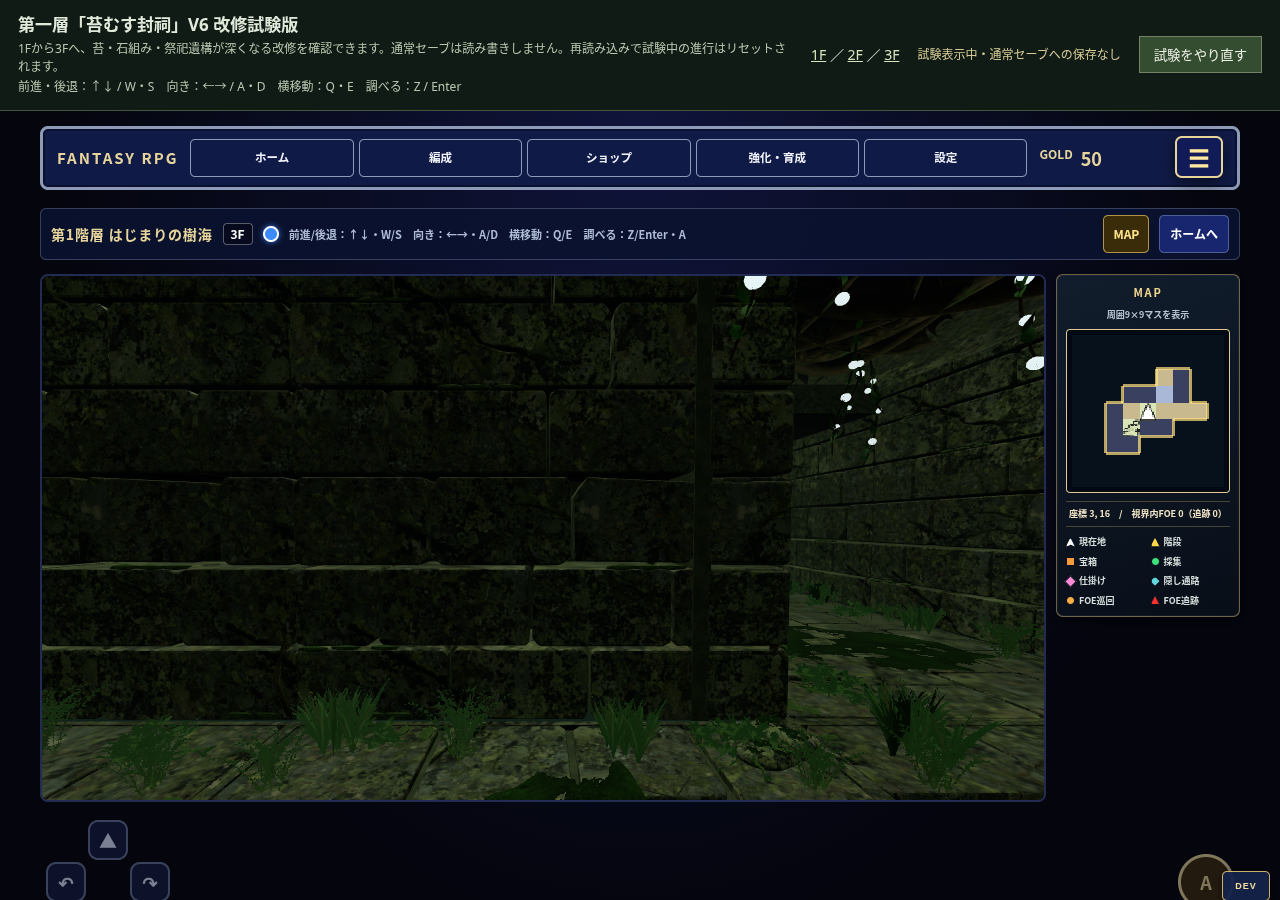 第一層「苔むす封祠」V6 改修試験版
1Fから3Fへ、苔・石組み・祭祀遺構が深くなる改修を確認できます。通常セーブは読み書きしません。再読み込みで試験中の進行はリセットさ
れます。
前進・後退：↑↓ / W・S　向き：←→ / A・D　横移動：Q・E　調べる：Z / Enter
1F ／ 2F ／ 3F
試験表示中・通常セーブへの保存なし
試験をやり直す
FANTASY RPG
ホーム
編成
ショップ
強化・育成
設定
GOLD 50
第1階層 はじまりの樹海
3F
前進/後退：↑↓・W/S　向き：←→・A/D　横移動：Q/E　調べる：Z/Enter・A
MAP
ホームへ
MAP
周囲9×9マスを表示
座標 3, 16　/　視界内FOE 0（追跡 0）
現在地
階段
宝箱
採集
仕掛け
隠し通路
FOE巡回
FOE追跡
A
DEV